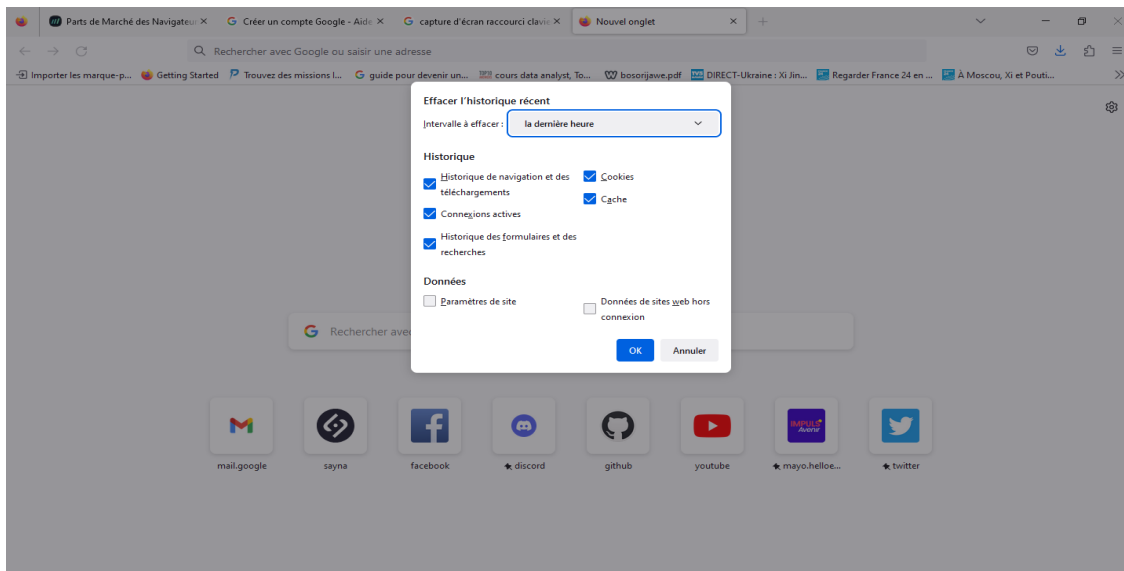 Parts de Marché des Navigateur
Créer un compte Google - Aide
capture d'écran raccourci clavie
Nouvel onglet
Rechercher avec Google ou saisir une adresse
Importer les marque-p...
Getting Started
Trouvez des missions I...
guide pour devenir un...
cours data analyst, To...
bosorijawe.pdf
DIRECT-Ukraine : Xi Jin...
Regarder France 24 en ...
À Moscou, Xi et Pouti...
Effacer l'historique récent
Intervalle à effacer :
la dernière heure
Historique
Historique de navigation et des
téléchargements
Cookies
Cache
Connexions actives
Historique des formulaires et des
recherches
Données
Paramètres de site
Données de sites web hors
connexion
Rechercher avec
OK
Annuler
IMPULS'
Avenir
mail.google
sayna
facebook
discord
github
youtube
mayo.helloe...
twitter